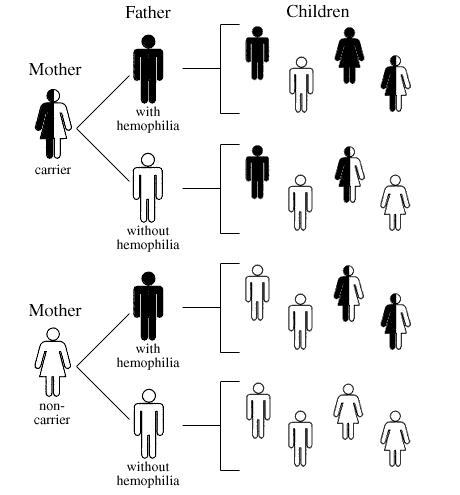 Father
Children
Mother
carrier
with
hemophilia
without
hemophilia
Mother
non-
carrier
with
hemophilia
without
hemophilia